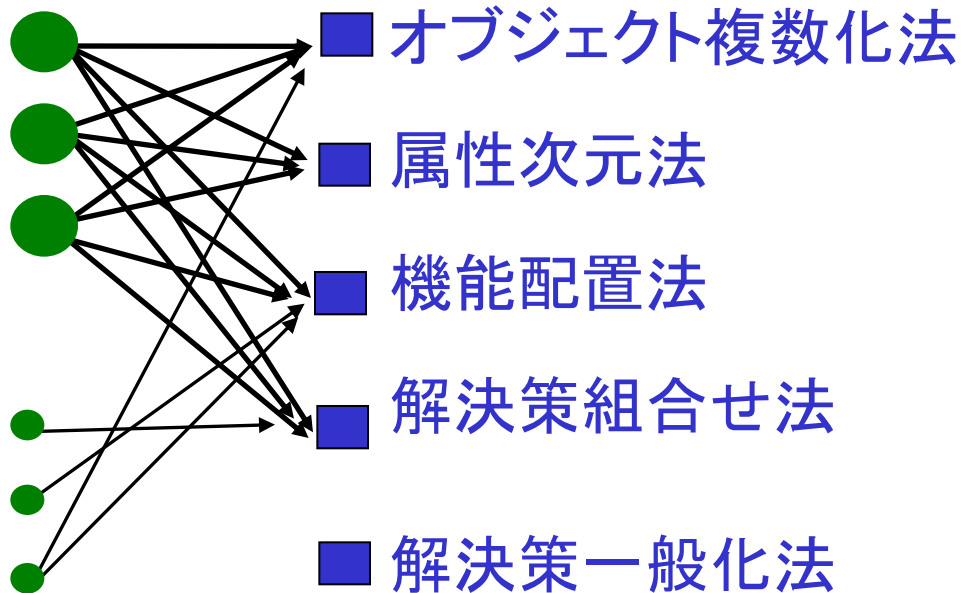 オブジェクト複数化法
属性次元法
機能配置法
解決策組合せ法
解決策一般化法